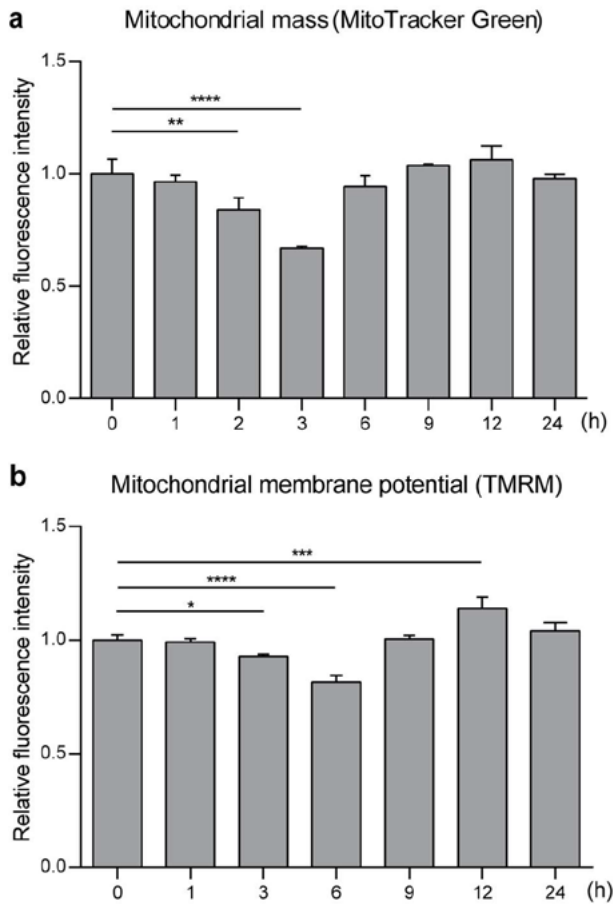 a
Mitochondrial mass (MitoTracker Green)
Relative fluorescence intensity
1.5
1.0
0.5
0.0
****
**
0 1 2 3 6 9 12 24 (h)
b
Mitochondrial membrane potential (TMRM)
Relative fluorescence intensity
1.5
1.0
0.5
0.0
***
****
*
0 1 3 6 9 12 24 (h)